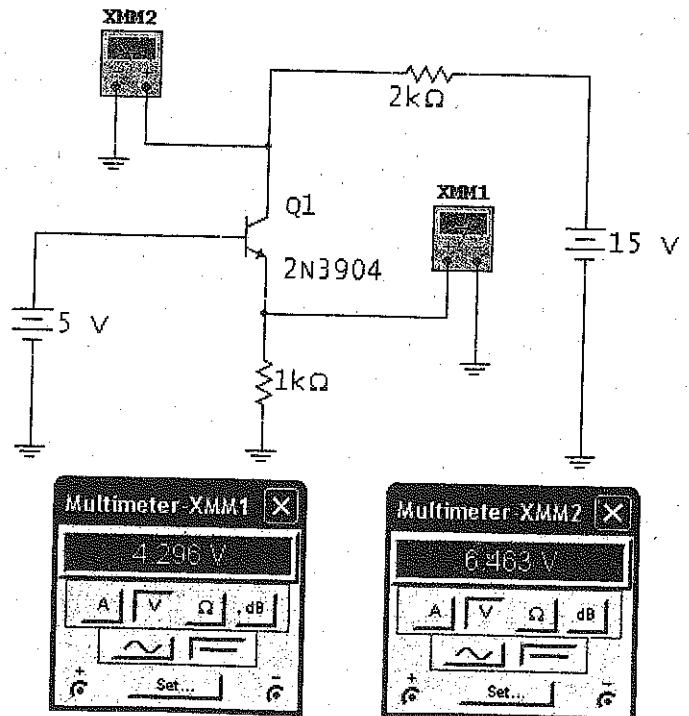 XMM2
2kΩ
Q1
XMM1
2N3904
15 V
5 V
1kΩ
Multimeter-XMM1
4.296 V
A V Ω dB
+ Set... -
Multimeter XMM2
6.463 V
A V Ω dB
+ Set... -